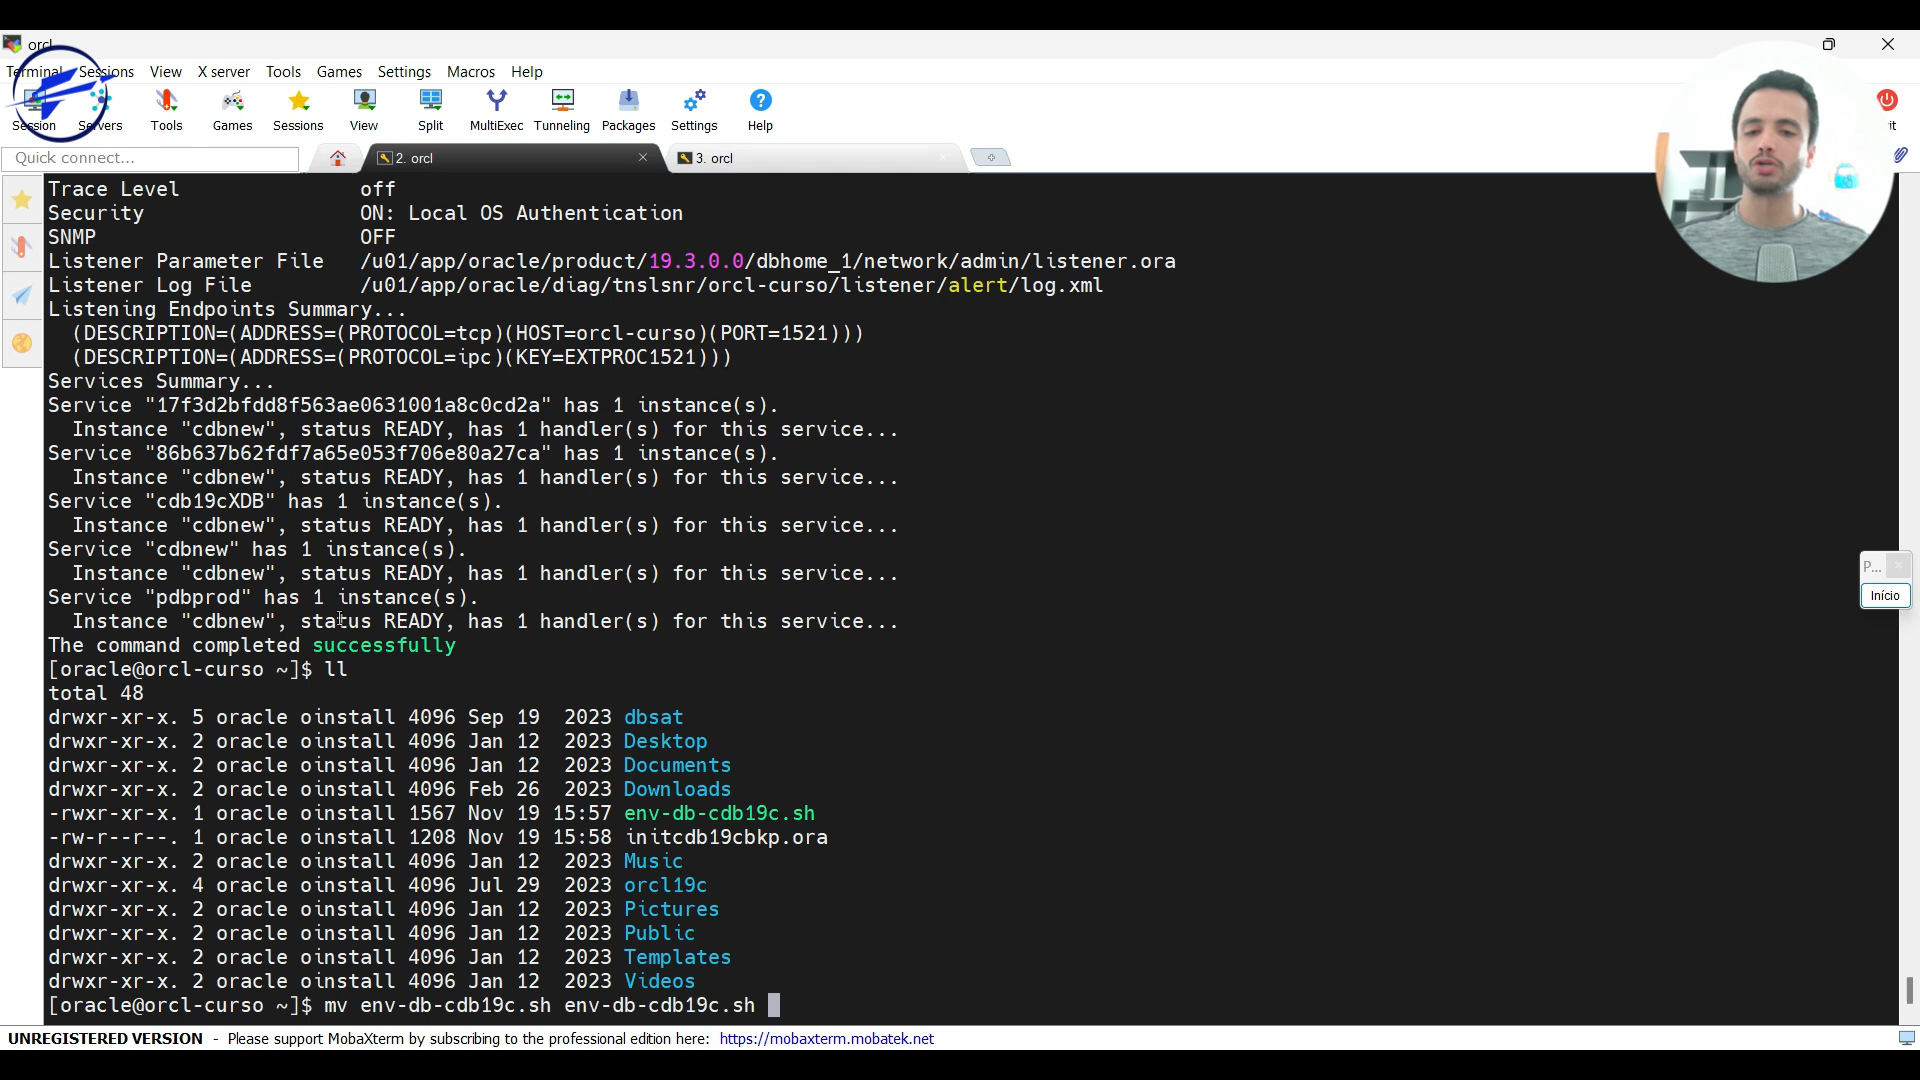 orcl
Terminal Sessions View X server Tools Games Settings Macros Help
Session Servers Tools Games Sessions View Split MultiExec Tunneling Packages Settings Help
Quick connect... 2. orcl 3. orcl
Trace Level off
Security ON: Local OS Authentication
SNMP OFF
Listener Parameter File /u01/app/oracle/product/19.3.0.0/dbhome_1/network/admin/listener.ora
Listener Log File /u01/app/oracle/diag/tnslsnr/orcl-curso/listener/alert/log.xml
Listening Endpoints Summary...
(DESCRIPTION=(ADDRESS=(PROTOCOL=tcp)(HOST=orcl-curso)(PORT=1521)))
(DESCRIPTION=(ADDRESS=(PROTOCOL=ipc)(KEY=EXTPROC1521)))
Services Summary...
Service "17f3d2bfdd8f563ae0631001a8c0cd2a" has 1 instance(s).
Instance "cdbnew", status READY, has 1 handler(s) for this service...
Service "86b637b62fdf7a65e053f706e80a27ca" has 1 instance(s).
Instance "cdbnew", status READY, has 1 handler(s) for this service...
Service "cdb19cXDB" has 1 instance(s).
Instance "cdbnew", status READY, has 1 handler(s) for this service...
Service "cdbnew" has 1 instance(s).
Instance "cdbnew", status READY, has 1 handler(s) for this service...
Service "pdbprod" has 1 instance(s).
Instance "cdbnew", status READY, has 1 handler(s) for this service...
The command completed successfully
[oracle@orcl-curso ~]$ ll
total 48
drwxr-xr-x. 5 oracle oinstall 4096 Sep 19 2023 dbsat
drwxr-xr-x. 2 oracle oinstall 4096 Jan 12 2023 Desktop
drwxr-xr-x. 2 oracle oinstall 4096 Jan 12 2023 Documents
drwxr-xr-x. 2 oracle oinstall 4096 Feb 26 2023 Downloads
-rwxr-xr-x. 1 oracle oinstall 1567 Nov 19 15:57 env-db-cdb19c.sh
-rw-r--r--. 1 oracle oinstall 1208 Nov 19 15:58 initcdb19cbkp.ora
drwxr-xr-x. 2 oracle oinstall 4096 Jan 12 2023 Music
drwxr-xr-x. 4 oracle oinstall 4096 Jul 29 2023 orcl19c
drwxr-xr-x. 2 oracle oinstall 4096 Jan 12 2023 Pictures
drwxr-xr-x. 2 oracle oinstall 4096 Jan 12 2023 Public
drwxr-xr-x. 2 oracle oinstall 4096 Jan 12 2023 Templates
drwxr-xr-x. 2 oracle oinstall 4096 Jan 12 2023 Videos
[oracle@orcl-curso ~]$ mv env-db-cdb19c.sh env-db-cdb19c.sh
P...
Início
UNREGISTERED VERSION - Please support MobaXterm by subscribing to the professional edition here: https://mobaxterm.mobatek.net